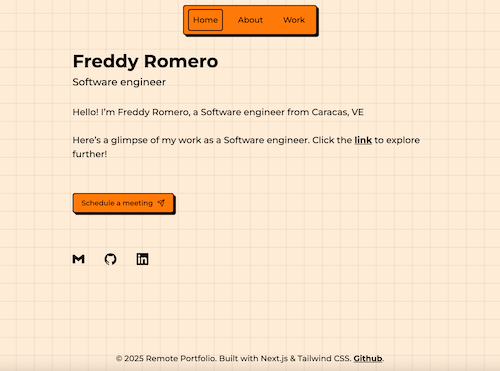 Home About Work
Freddy Romero
Software engineer
Hello! I'm Freddy Romero, a Software engineer from Caracas, VE
Here's a glimpse of my work as a Software engineer. Click the link to explore
further!
Schedule a meeting
© 2025 Remote Portfolio. Built with Next.js & Tailwind CSS. Github.